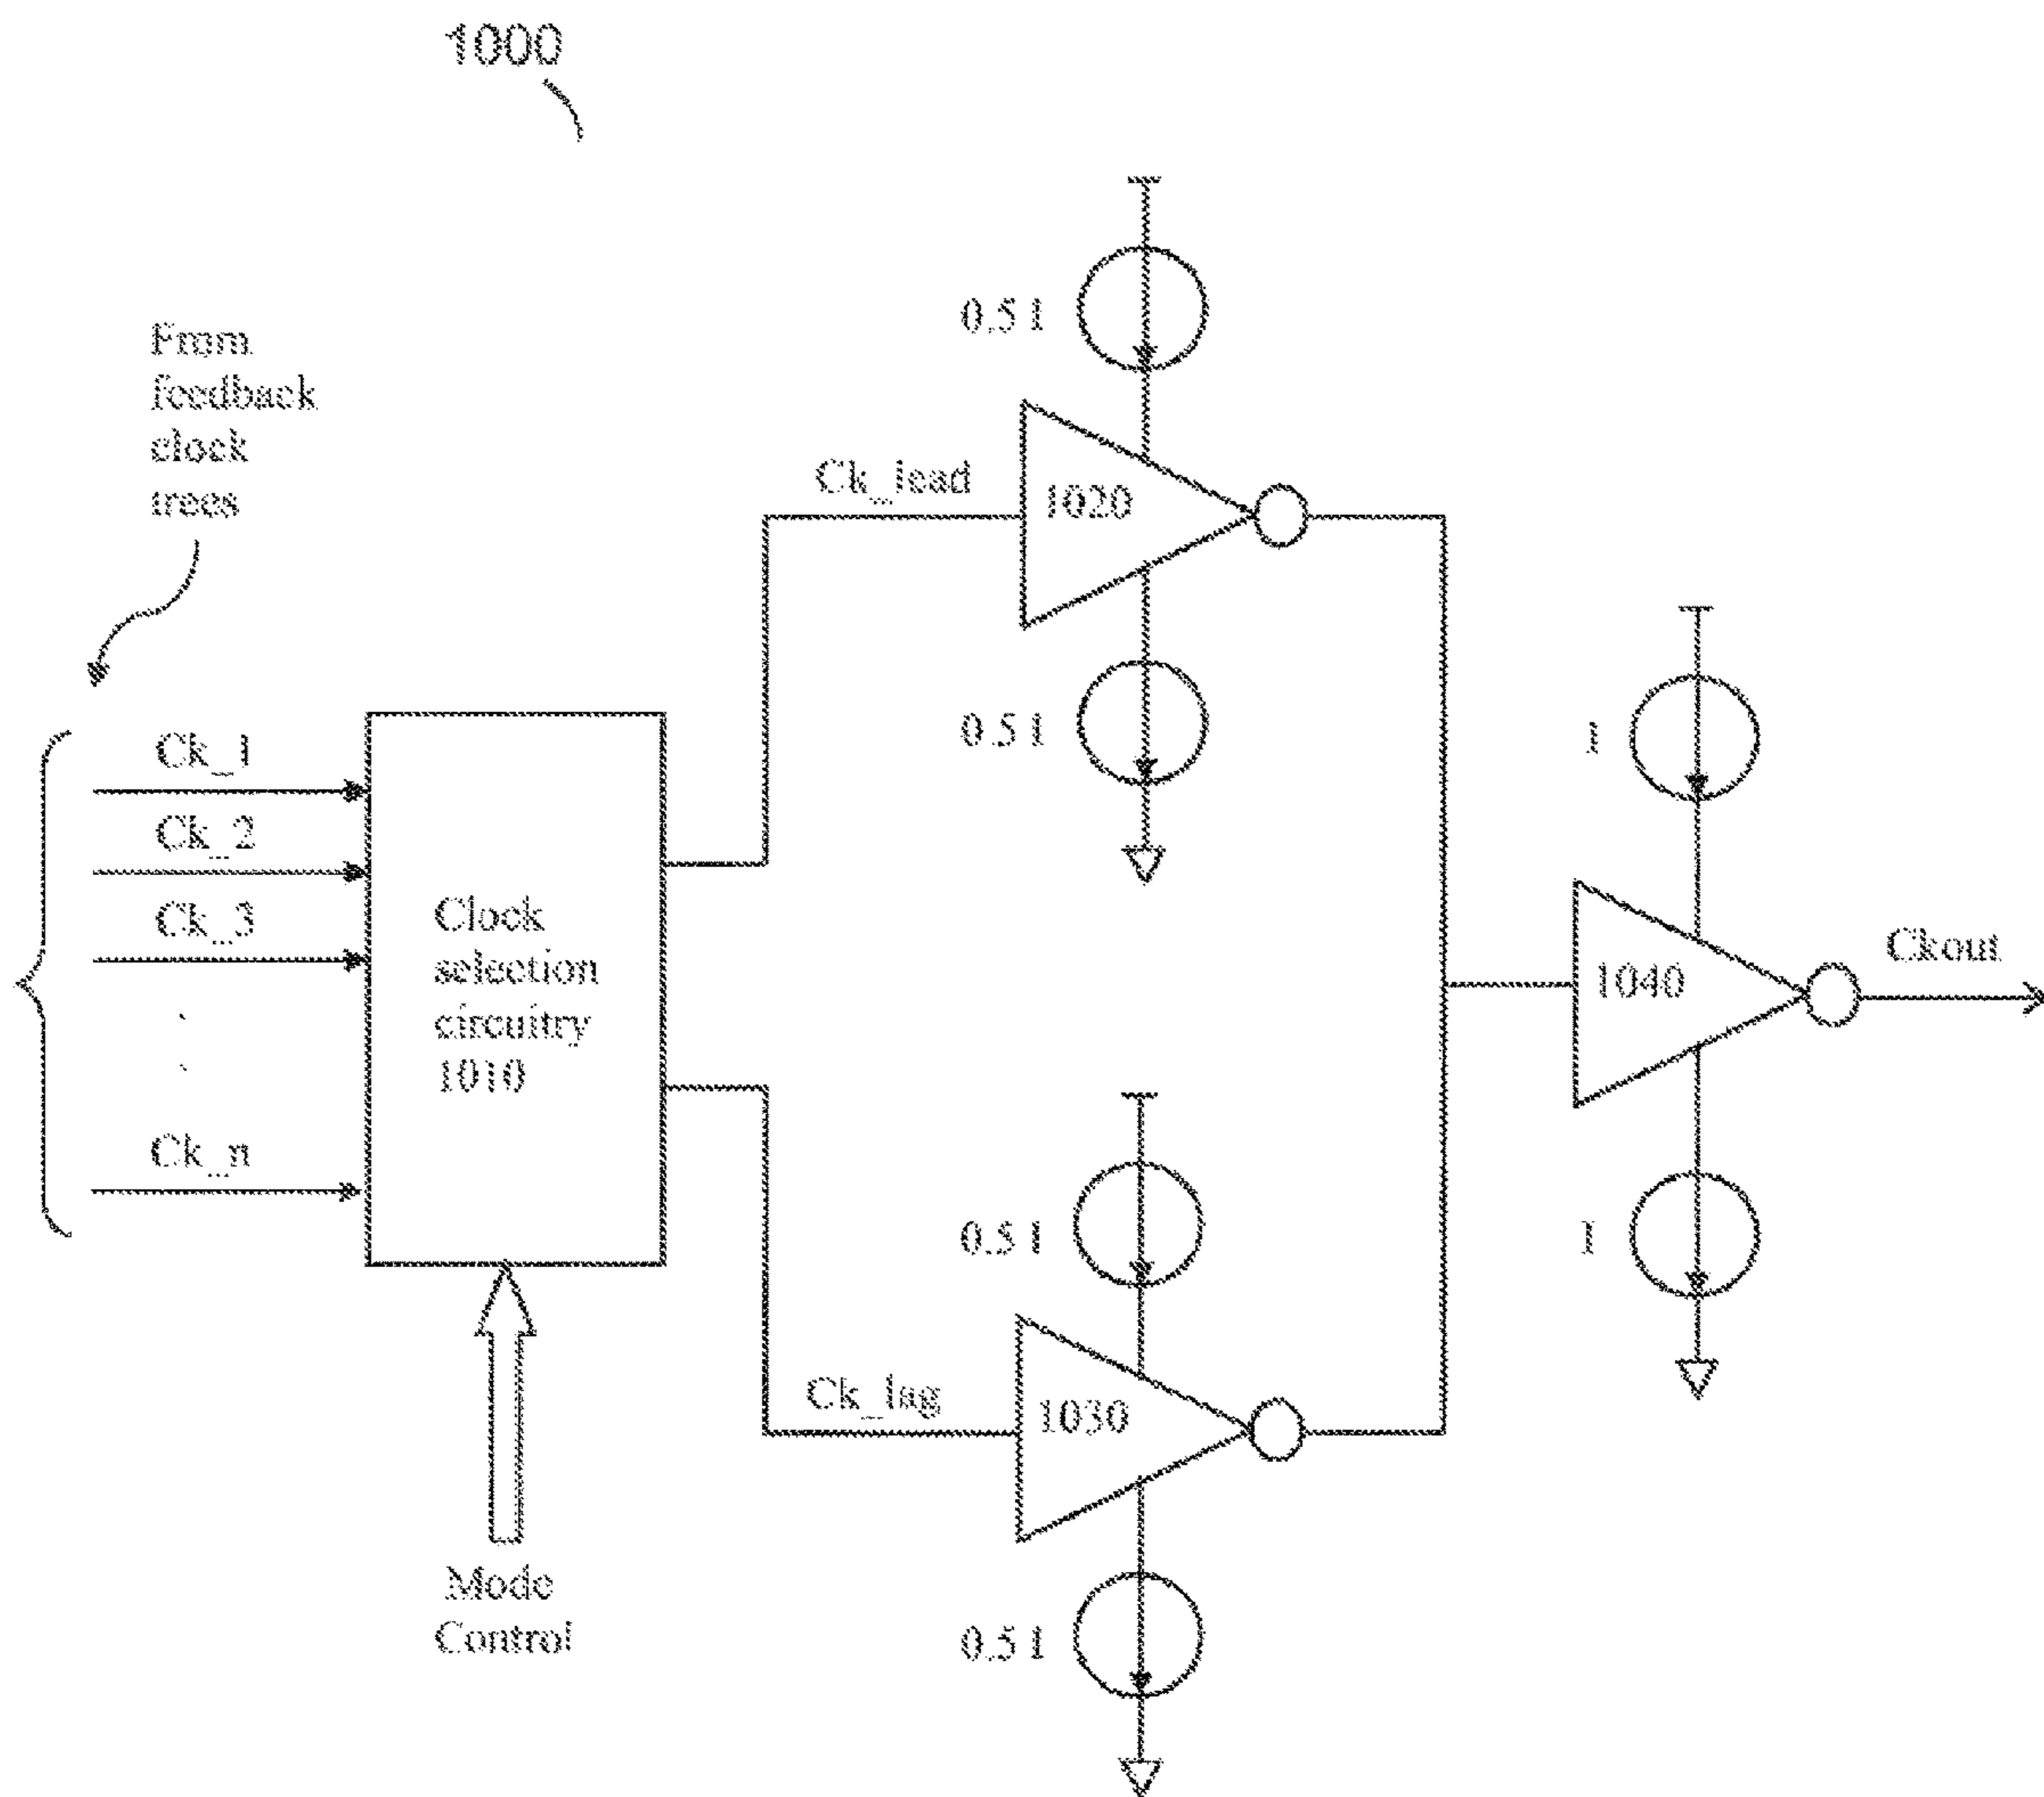 1000
From
feedback
clock
trees
Ck_1
Ck_2
Ck_3
Ck_n
Clock
selection
circuitry
1010
Mode
Control
Ck_lead
Ck_lag
0.5 I
1020
0.5 I
0.5 I
1030
0.5 I
I
1040
I
Ckout